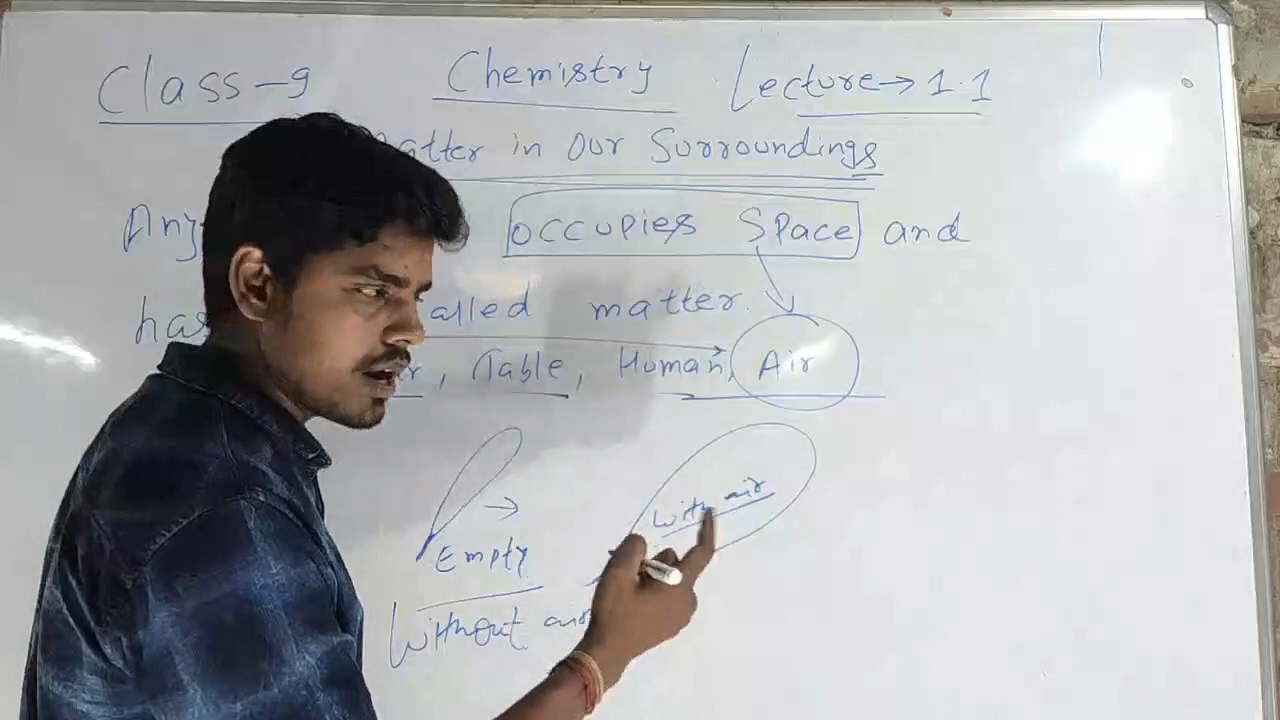 Class-9 Chemistry Lecture→ 1.1
atter in our Surroundings
Any occupies Space and
has alled matter.
r, Table, Human, Air
With air
Empty
Without air